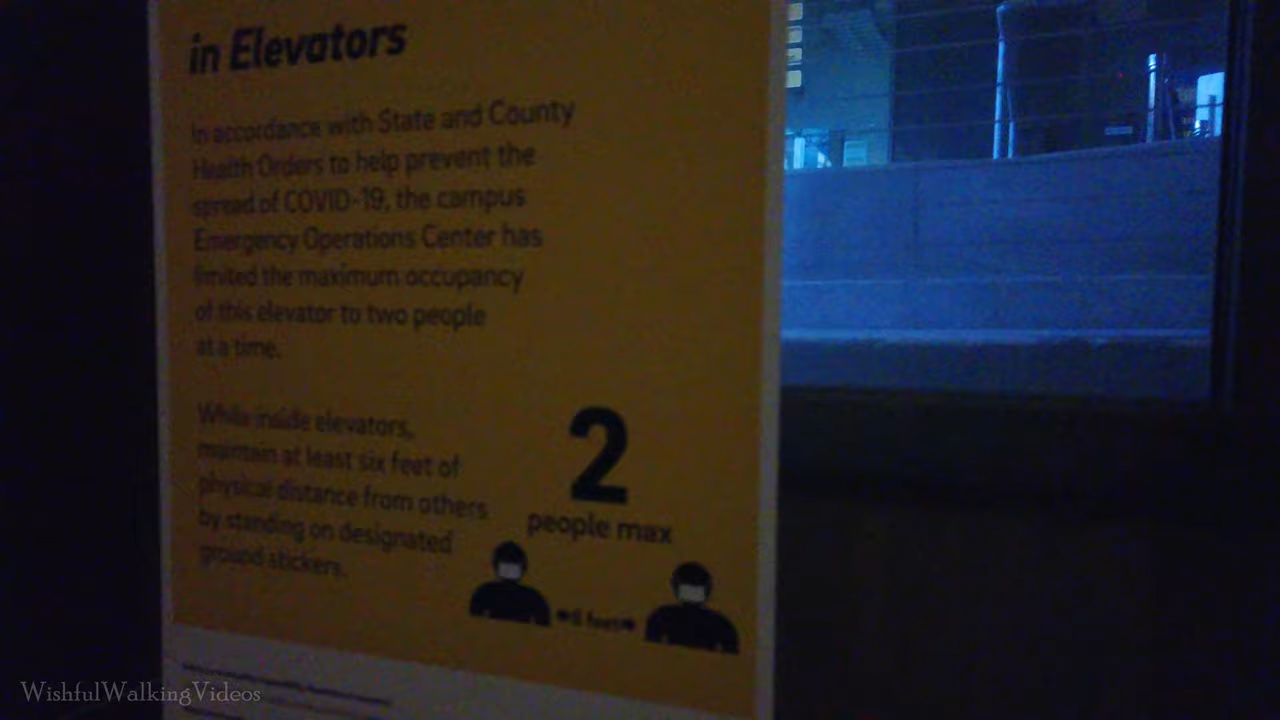 in Elevators
In accordance with State and County
Health Orders to help prevent the
spread of COVID-19, the campus
Emergency Operations Center has
limited the maximum occupancy
of this elevator to two people
at a time.
While inside elevators,
maintain at least six feet of
physical distance from others
by standing on designated
ground stickers.
2
people max
6 feet
WishfulWalkingVideos